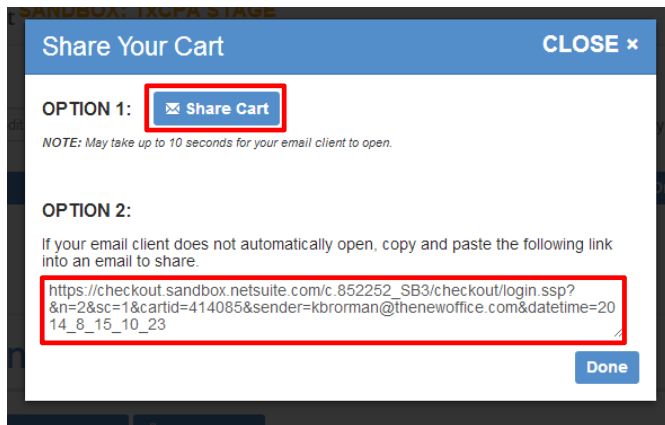 SANDBOX: TxCPA STAGE
Share Your Cart
CLOSE ×
OPTION 1:
Share Cart
NOTE: May take up to 10 seconds for your email client to open.
OPTION 2:
If your email client does not automatically open, copy and paste the following link
into an email to share.
https://checkout.sandbox.netsuite.com/c.852252_SB3/checkout/login.ssp?
&n=2&sc=1&cartid=414085&sender=kbrorman@thenewoffice.com&datetime=20
14_8_15_10_23
Done